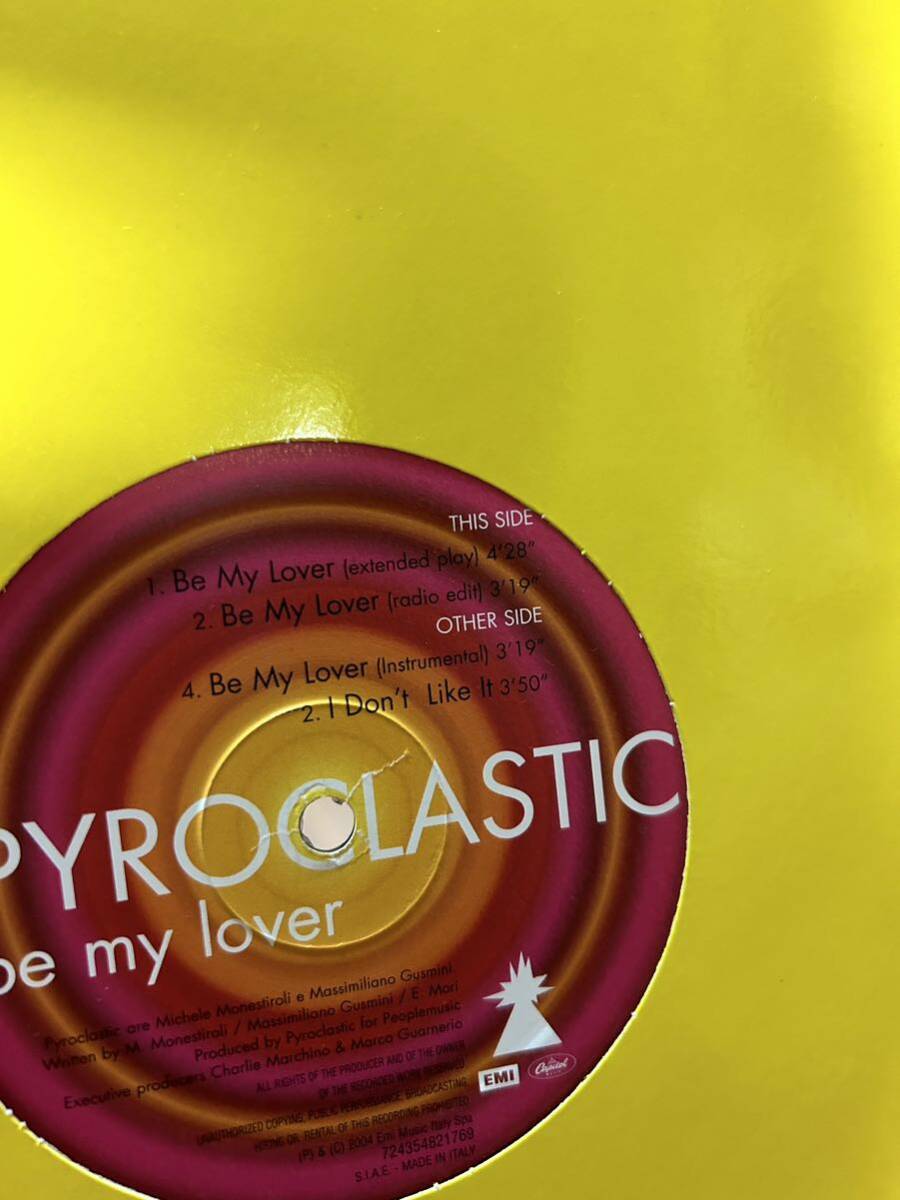 THIS SIDE
1. Be My Lover (extended play) 4'28"
2. Be My Lover (radio edit) 3'19"
OTHER SIDE
4. Be My Lover (Instrumental) 3'19"
2. I Don't Like It 3'50"
PYROCLASTIC
be my lover
Pyroclastic are Michele Monestiroli e Massimiliano Gusmini.
Written by M. Monestiroli / Massimiliano Gusmini / E. Mori
Produced by Pyroclastic for Peoplemusic
Executive producers Charlie Marchino & Marco Guarnerio
ALL RIGHTS OF THE PRODUCER AND OF THE OWNER
OF THE RECORDED WORK RESERVED.
UNAUTHORIZED COPYING, PUBLIC PERFORMANCE, BROADCASTING,
HIRING OR RENTAL OF THIS RECORDING PROHIBITED.
(P) & (C) 2004 Emi Music Italy Spa
724354821769
S.I.A.E. - MADE IN ITALY
EMI
Capitol